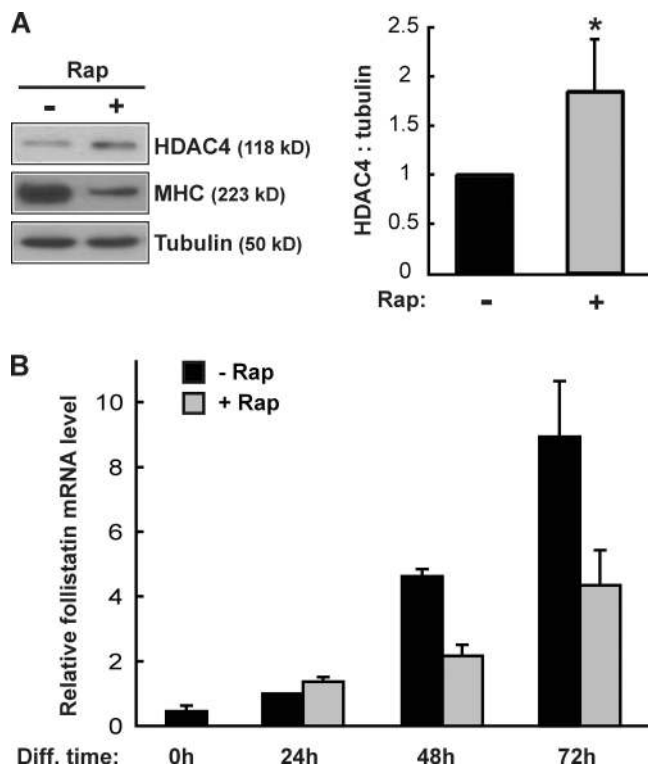 A
Rap
- +
HDAC4 (118 kD)
MHC (223 kD)
Tubulin (50 kD)
HDAC4 : tubulin
2.5
2
1.5
1
0.5
0
*
Rap: - +
B
- Rap
+ Rap
Relative follistatin mRNA level
10
8
6
4
2
0
Diff. time: 0h 24h 48h 72h